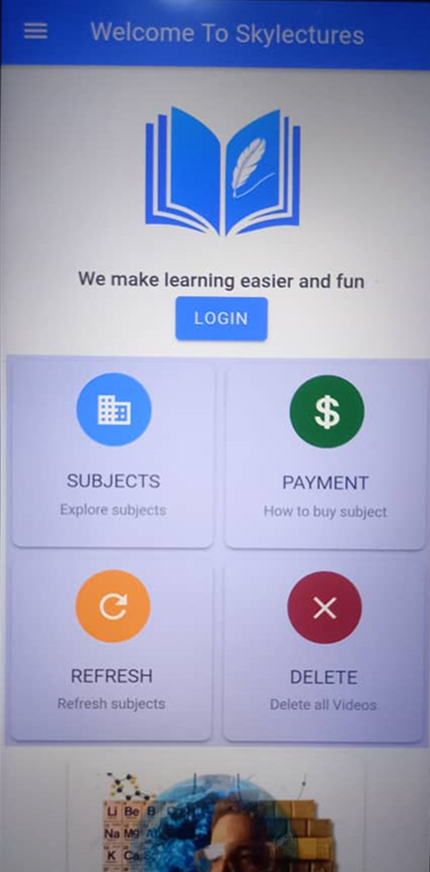 Welcome To Skylectures
We make learning easier and fun
LOGIN
SUBJECTS
Explore subjects
PAYMENT
How to buy subject
REFRESH
Refresh subjects
DELETE
Delete all Videos
Li Be B
Na Mg
K Ca